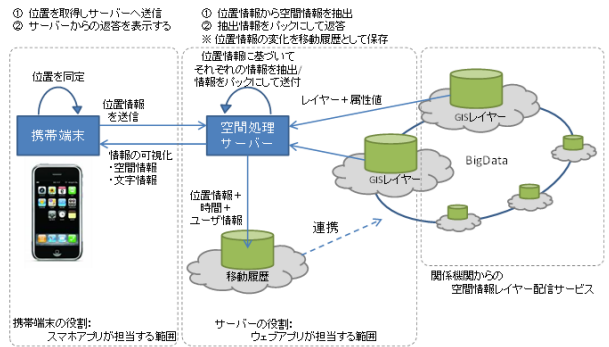 ① 位置を取得しサーバーへ送信
② サーバーからの返答を表示する
① 位置情報から空間情報を抽出
② 抽出情報をパックにして返答
※ 位置情報の変化を移動履歴として保存
位置を同定
携帯端末
位置情報
を送信
情報の可視化
・空間情報
・文字情報
位置情報に基づいて
それぞれの情報を抽出/
情報をパックにして送付
空間処理
サーバー
レイヤー+属性値
GISレイヤー
GISレイヤー
BigData
位置情報+
時間+
ユーザ情報
連携
移動履歴
関係機関からの
空間情報レイヤー配信サービス
携帯端末の役割:
スマホアプリが担当する範囲
サーバーの役割:
ウェブアプリが担当する範囲